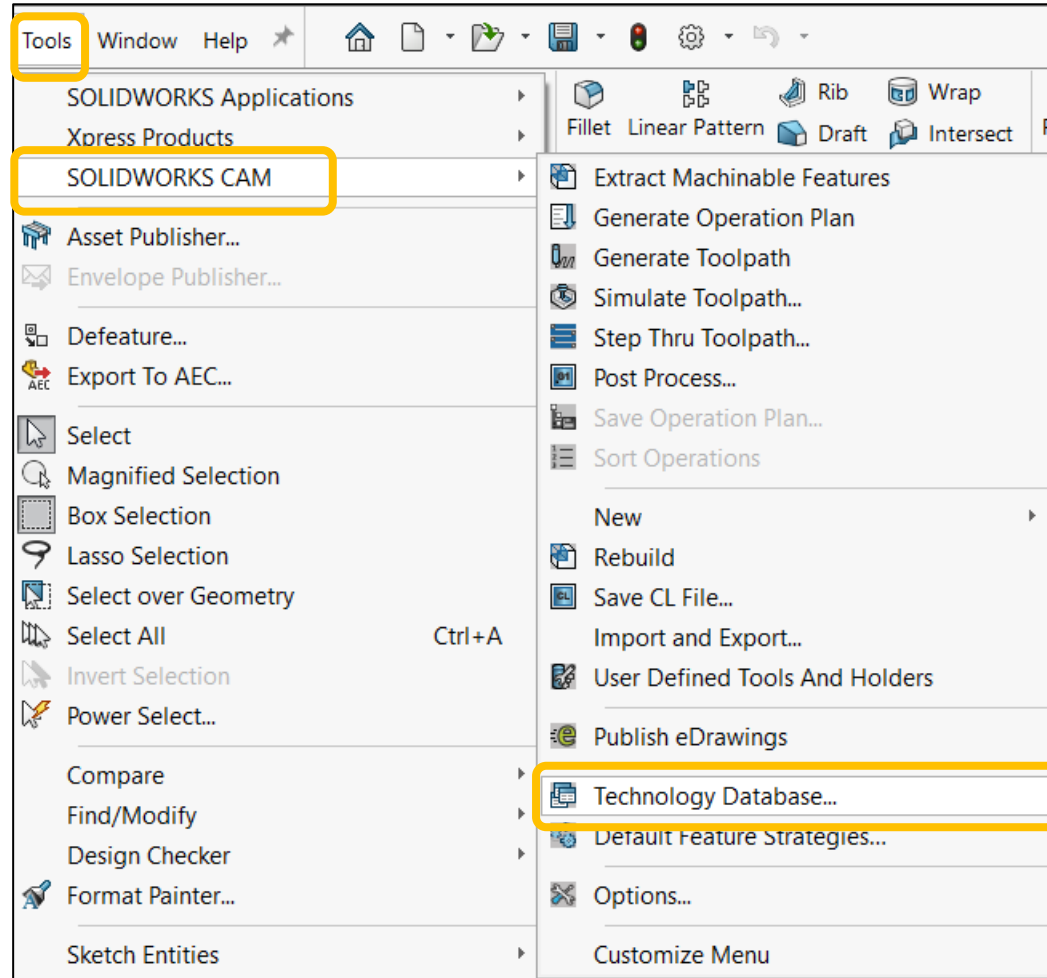 Tools Window Help
SOLIDWORKS Applications
Xpress Products
SOLIDWORKS CAM
Asset Publisher...
Envelope Publisher...
Defeature...
Export To AEC...
Select
Magnified Selection
Box Selection
Lasso Selection
Select over Geometry
Select All Ctrl+A
Invert Selection
Power Select...
Compare
Find/Modify
Design Checker
Format Painter...
Sketch Entities
Rib Wrap
Fillet Linear Pattern Draft Intersect
Extract Machinable Features
Generate Operation Plan
Generate Toolpath
Simulate Toolpath...
Step Thru Toolpath...
Post Process...
Save Operation Plan...
Sort Operations
New
Rebuild
Save CL File...
Import and Export...
User Defined Tools And Holders
Publish eDrawings
Technology Database...
Default Feature Strategies...
Options...
Customize Menu